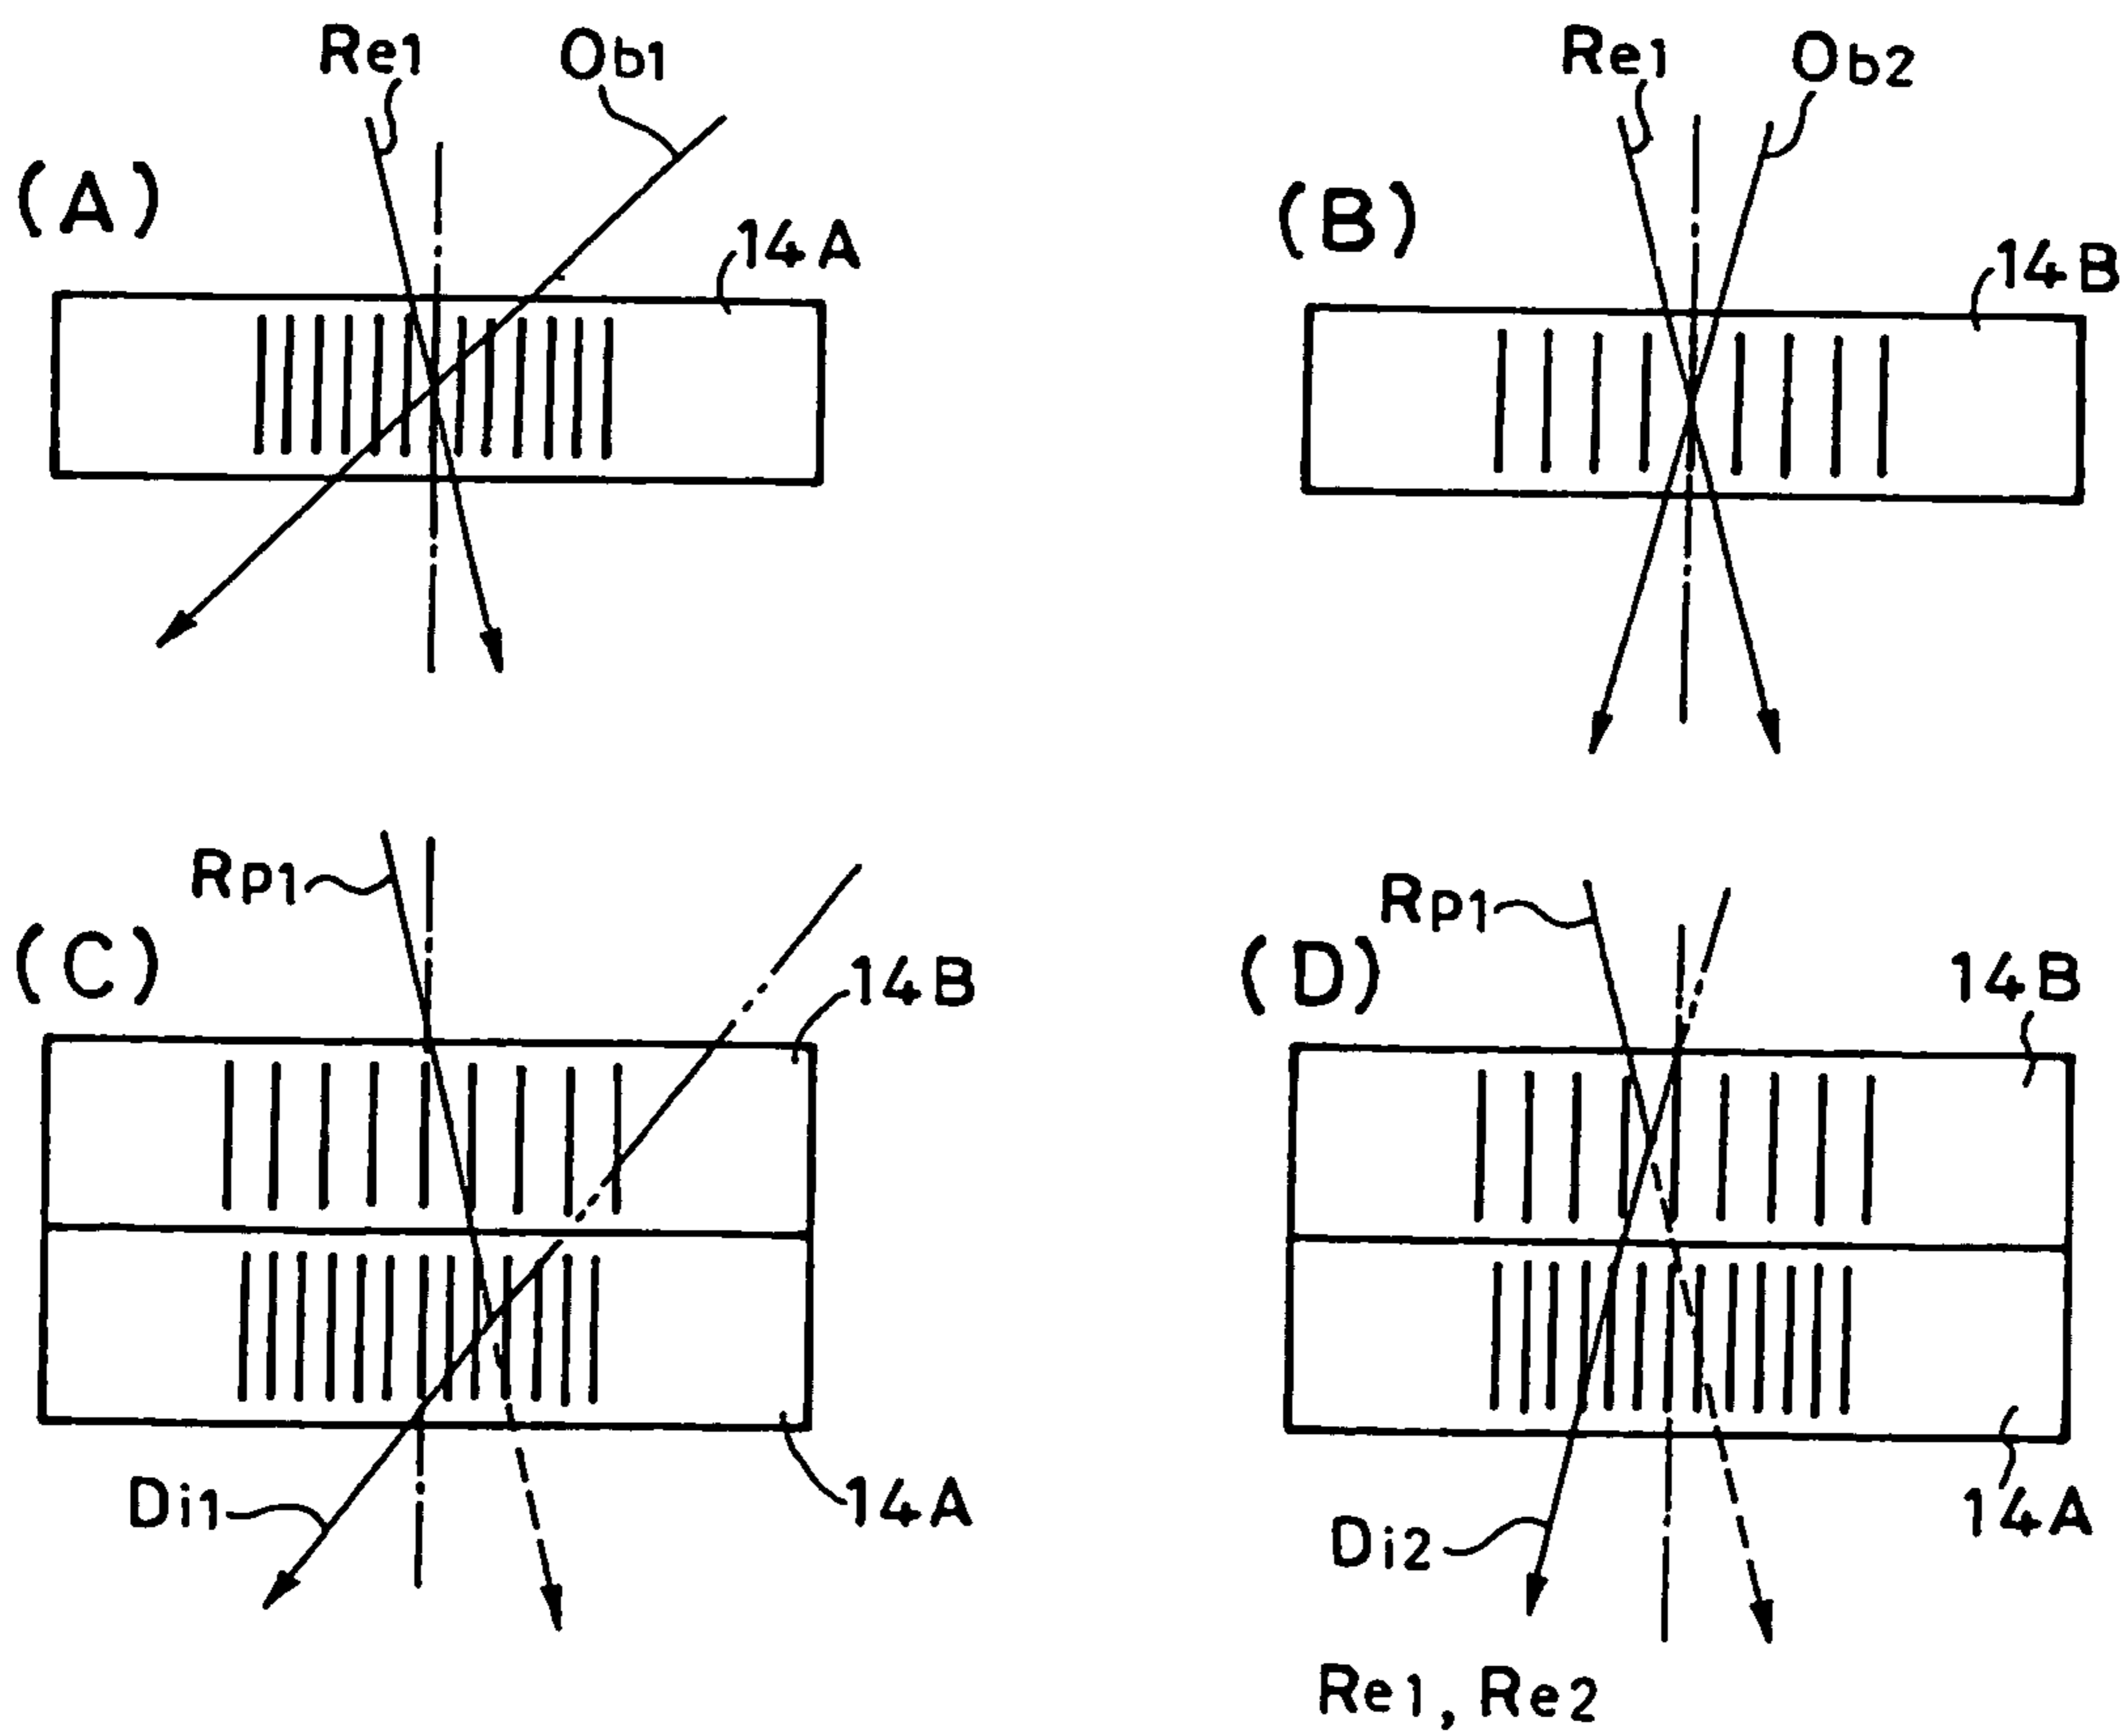 (A)
Re1
Ob1
14A
(B)
Re1
Ob2
14B
(C)
Rp1
14B
Di1
14A
(D)
Rp1
14B
Di2
14A
Re1, Re2